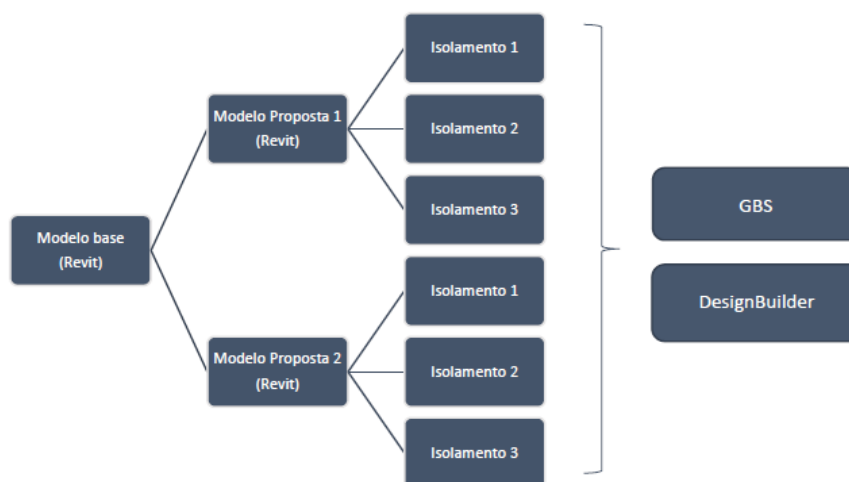 Modelo base
(Revit)
Modelo Proposta 1
(Revit)
Isolamento 1
Isolamento 2
Isolamento 3
Modelo Proposta 2
(Revit)
Isolamento 1
Isolamento 2
Isolamento 3
GBS
DesignBuilder